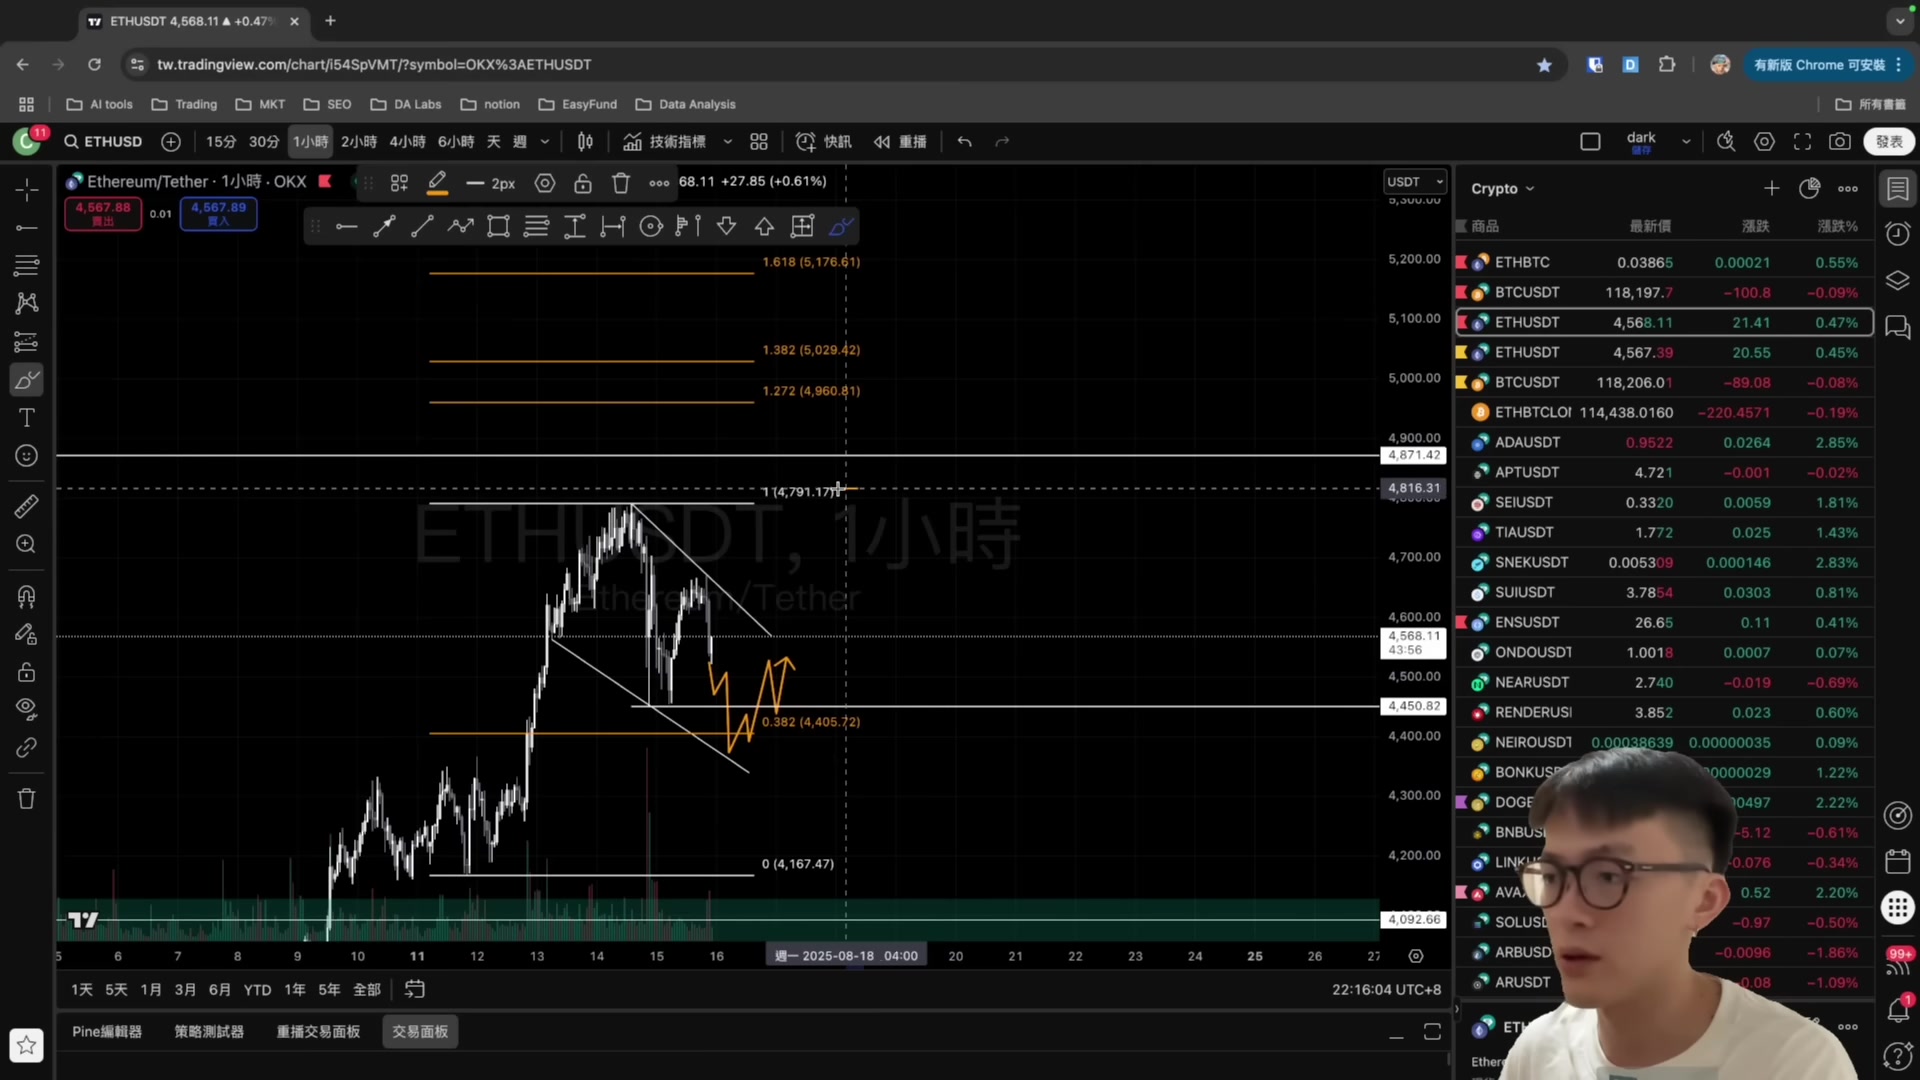 ETHUSDT 4,568.11 ▲ +0.47%
tw.tradingview.com/chart/i54SpVMT/?symbol=OKX%3AETHUSDT
有新版 Chrome 可安裝
AI tools Trading MKT SEO DA Labs notion EasyFund Data Analysis 所有書籤
11
ETHUSD 15分 30分 1小時 2小時 4小時 6小時 天 週 技術指標 快訊 重播 dark 儲存 發表
Ethereum/Tether · 1小時 · OKX 2px 68.11 +27.85 (+0.61%)
4,567.88 賣出 0.01 4,567.89 買入
USDT
5,300.00
1.618 (5,176.61)
5,200.00
5,100.00
1.382 (5,029.42)
5,000.00
1.272 (4,960.81)
4,900.00
4,871.42
1 (4,791.17)
4,816.31
ETHUSDT, 1小時
Ethereum/Tether
4,700.00
4,600.00
4,568.11
43:56
4,500.00
4,450.82
0.382 (4,405.72)
4,400.00
4,300.00
4,200.00
0 (4,167.47)
4,092.66
5 6 7 8 9 10 11 12 13 14 15 16 週一 2025-08-18 04:00 20 21 22 23 24 25 26 27
1天 5天 1月 3月 6月 YTD 1年 5年 全部 22:16:04 UTC+8
Pine編輯器 策略測試器 重播交易面板 交易面板
Crypto
商品 最新價 漲跌 漲跌%
ETHBTC 0.03865 0.00021 0.55%
BTCUSDT 118,197.7 −100.8 −0.09%
ETHUSDT 4,568.11 21.41 0.47%
ETHUSDT 4,567.39 20.55 0.45%
BTCUSDT 118,206.01 −89.08 −0.08%
ETHBTCLO 114,438.0160 −220.4571 −0.19%
ADAUSDT 0.9522 0.0264 2.85%
APTUSDT 4.721 −0.001 −0.02%
SEIUSDT 0.3320 0.0059 1.81%
TIAUSDT 1.772 0.025 1.43%
SNEKUSDT 0.005309 0.000146 2.83%
SUIUSDT 3.7854 0.0303 0.81%
ENSUSDT 26.65 0.11 0.41%
ONDOUSDT 1.0018 0.0007 0.07%
NEARUSDT 2.740 −0.019 −0.69%
RENDERUS 3.852 0.023 0.60%
NEIROUSDT 0.00038639 0.00000035 0.09%
BONKUS 0000029 1.22%
DOGE 0497 2.22%
BNBUS −5.12 −0.61%
LINK −0.076 −0.34%
AVA 0.52 2.20%
SOLUS −0.97 −0.50%
ARBUS −0.0096 −1.86%
ARUSDT 0.08 −1.09%
ET
Ethere
99+
1